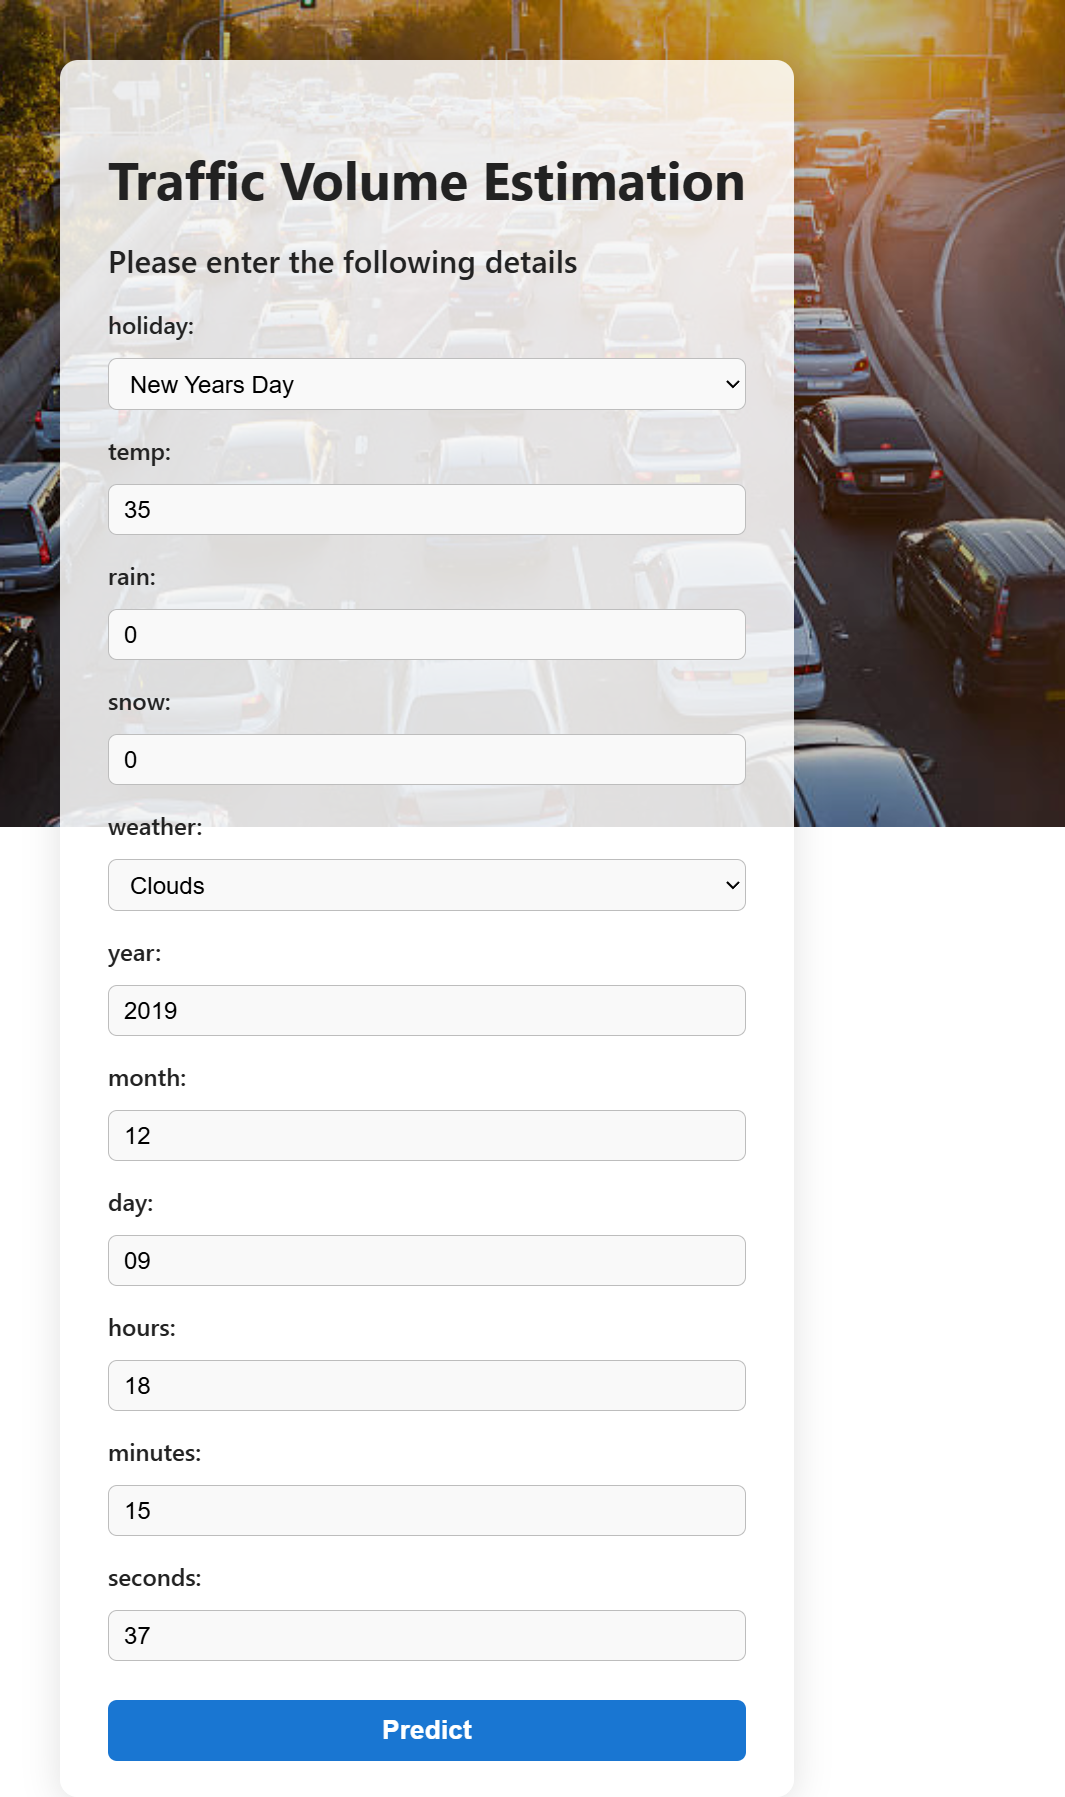 Traffic Volume Estimation
Please enter the following details
holiday:
New Years Day
temp:
35
rain:
0
snow:
0
weather:
Clouds
year:
2019
month:
12
day:
09
hours:
18
minutes:
15
seconds:
37
Predict